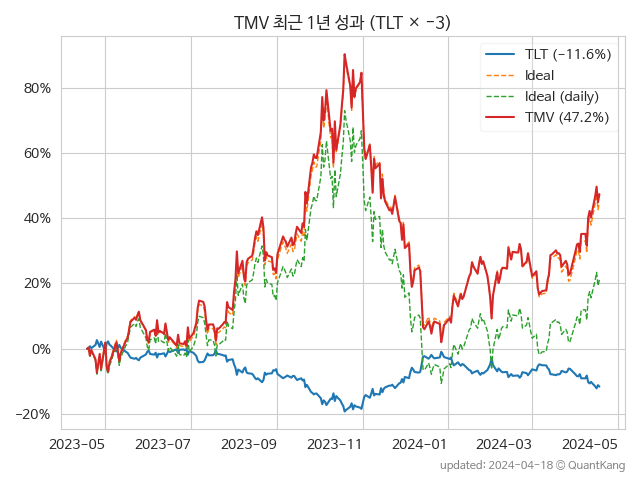 TMV 최근 1년 성과 (TLT × −3)
TLT (−11.6%)
Ideal
Ideal (daily)
TMV (47.2%)
80%
60%
40%
20%
0%
−20%
2023-05 2023-07 2023-09 2023-11 2024-01 2024-03 2024-05
updated: 2024-04-18 © QuantKang